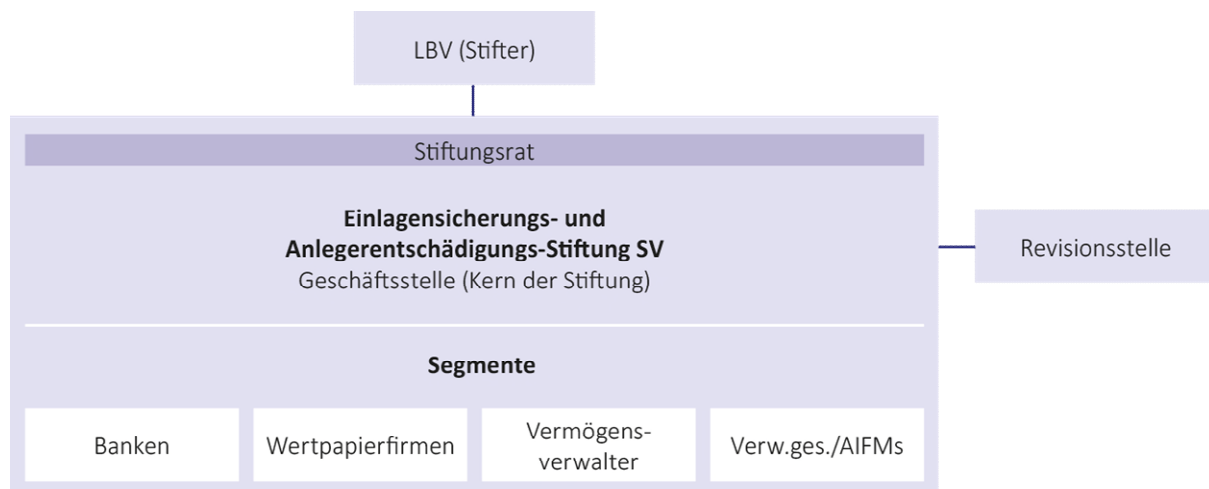 LBV (Stifter)
Stiftungsrat
Einlagensicherungs- und
Anlegerentschädigungs-Stiftung SV
Geschäftsstelle (Kern der Stiftung)
Revisionsstelle
Segmente
Banken
Wertpapierfirmen
Vermögens-
verwalter
Verw.ges./AIFMs